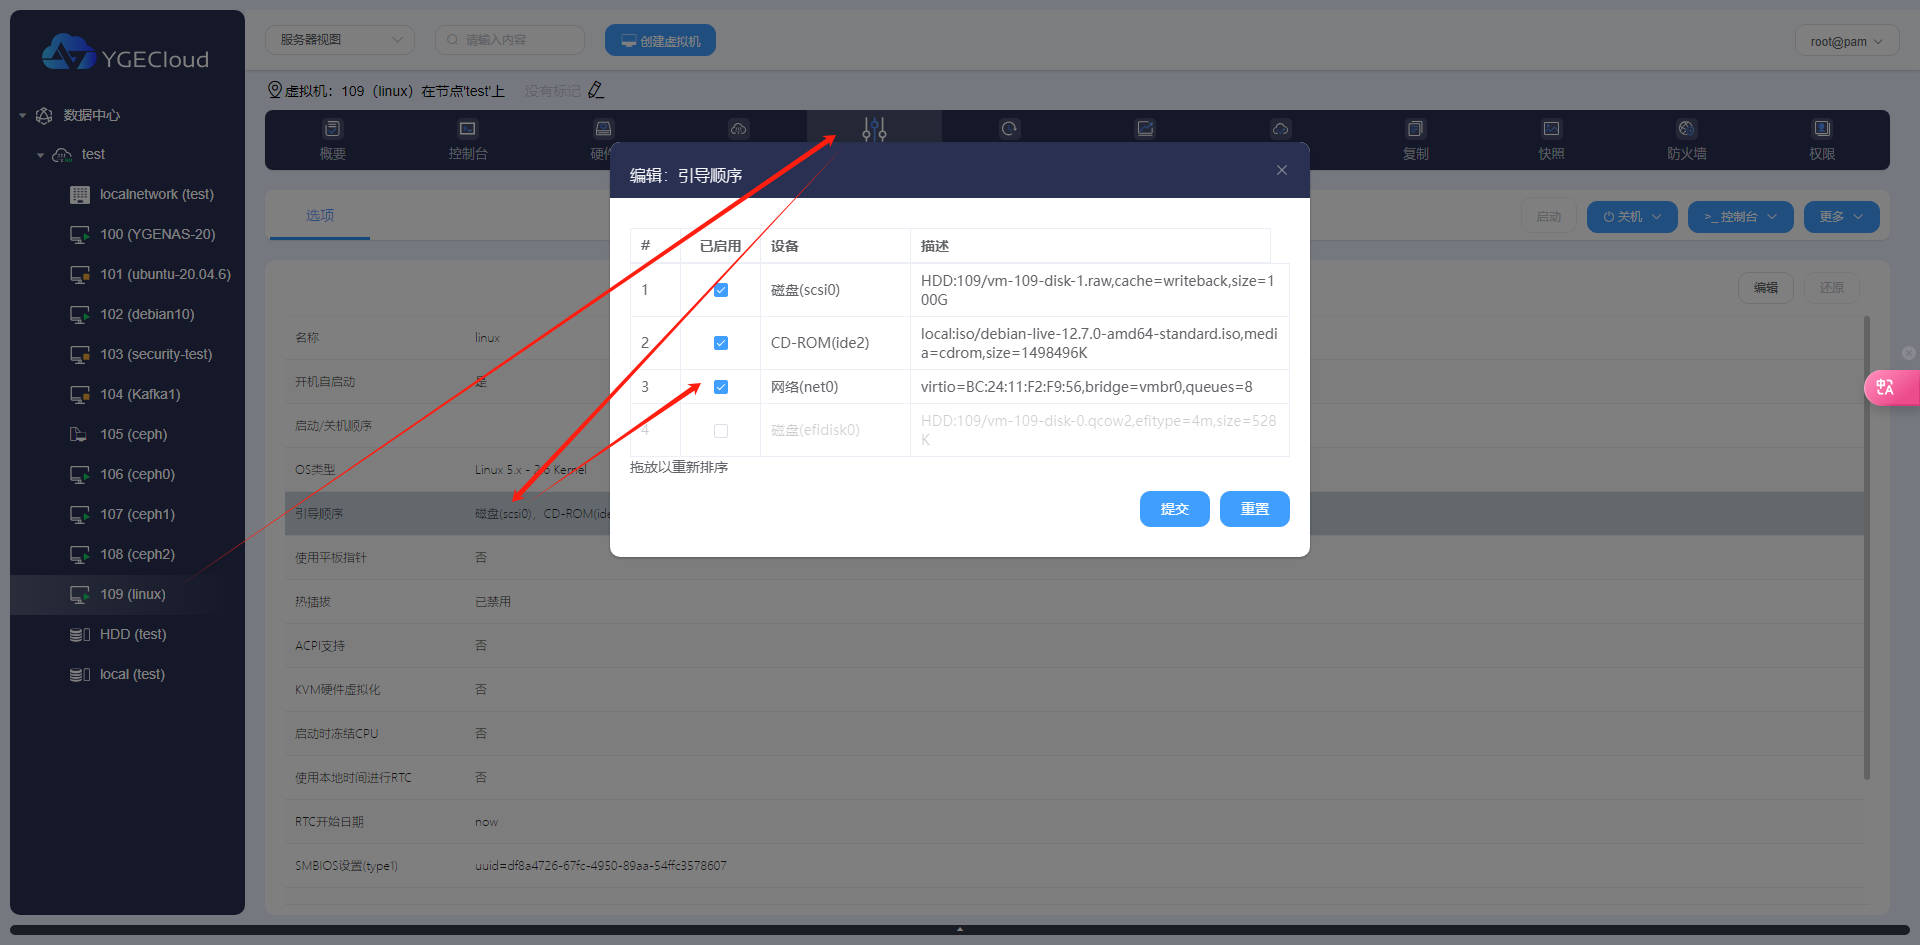 YGECloud
数据中心
test
localnetwork (test)
100 (YGENAS-20)
101 (ubuntu-20.04.6)
102 (debian10)
103 (security-test)
104 (Kafka1)
105 (ceph)
106 (ceph0)
107 (ceph1)
108 (ceph2)
109 (linux)
HDD (test)
local (test)
服务器视图
请输入内容
创建虚拟机
root@pam
虚拟机：109（linux）在节点'test'上 没有标记
概要
控制台
硬件
复制
快照
防火墙
权限
选项
启动
关机
>_ 控制台
更多
编辑
还原
名称 linux
开机自启动 是
启动/关机顺序
OS类型 Linux 5.x - 2.6 Kernel
引导顺序 磁盘(scsi0)，CD-ROM(ide
使用平板指针 否
热插拔 已禁用
ACPI支持 否
KVM硬件虚拟化 否
启动时冻结CPU 否
使用本地时间进行RTC 否
RTC开始日期 now
SMBIOS设置(type1) uuid=df8a4726-67fc-4950-89aa-54ffc3578607
编辑：引导顺序
# 已启用 设备 描述
1 磁盘(scsi0) HDD:109/vm-109-disk-1.raw,cache=writeback,size=1
00G
2 CD-ROM(ide2) local:iso/debian-live-12.7.0-amd64-standard.iso,medi
a=cdrom,size=1498496K
3 网络(net0) virtio=BC:24:11:F2:F9:56,bridge=vmbr0,queues=8
4 磁盘(efidisk0) HDD:109/vm-109-disk-0.qcow2,efitype=4m,size=528
K
拖放以重新排序
提交
重置